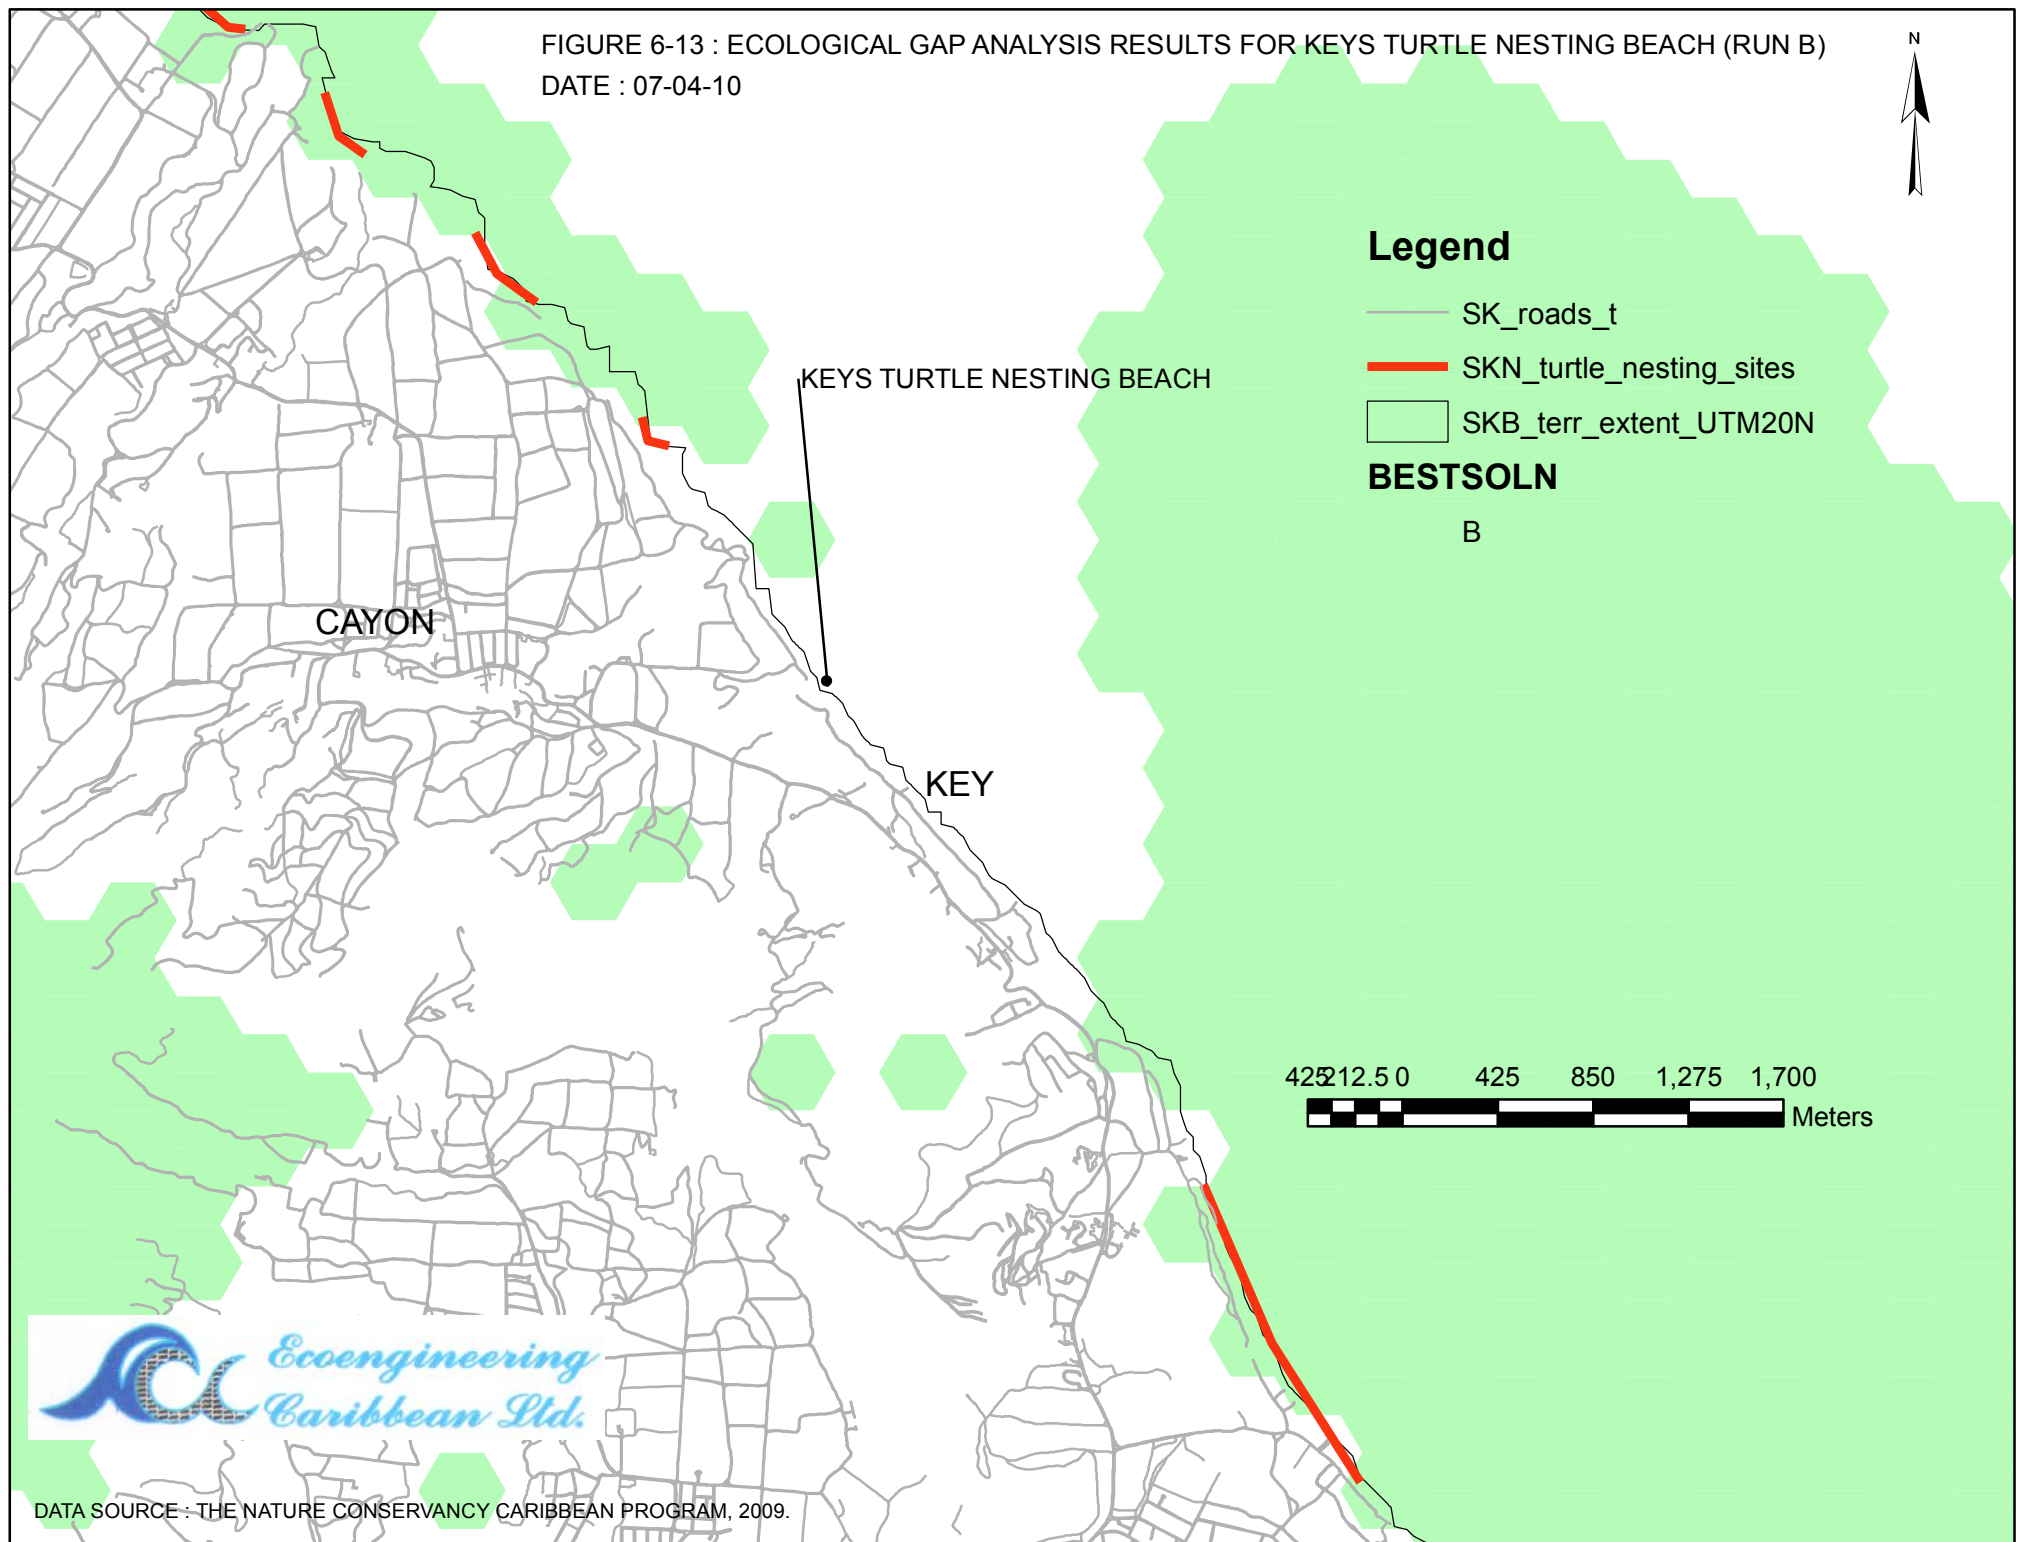 FIGURE 6-13 : ECOLOGICAL GAP ANALYSIS RESULTS FOR KEYS TURTLE NESTING BEACH (RUN B)
DATE : 07-04-10
N
Legend
SK_roads_t
SKN_turtle_nesting_sites
SKB_terr_extent_UTM20N
BESTSOLN
B
KEYS TURTLE NESTING BEACH
CAYON
KEY
425 212.5 0 425 850 1,275 1,700
Meters
Ecoengineering
Caribbean Ltd.
DATA SOURCE : THE NATURE CONSERVANCY CARIBBEAN PROGRAM, 2009.